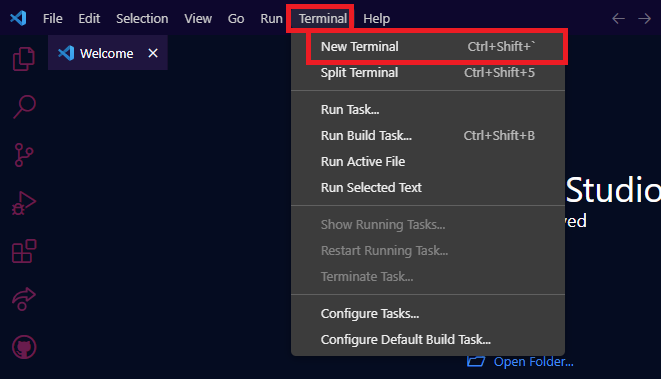 File Edit Selection View Go Run Terminal Help
Welcome
New Terminal Ctrl+Shift+`
Split Terminal Ctrl+Shift+5
Run Task...
Run Build Task... Ctrl+Shift+B
Run Active File
Run Selected Text
Studio
Show Running Tasks...
Restart Running Task...
Terminate Task...
Configure Tasks...
Configure Default Build Task...
Open Folder...